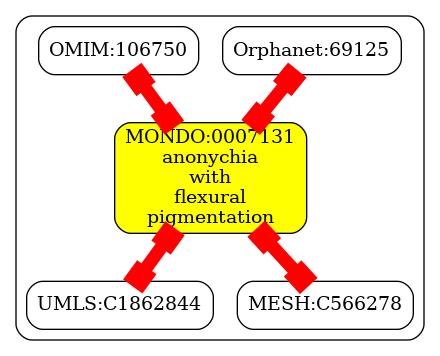 OMIM:106750
Orphanet:69125
MONDO:0007131
anonychia
with
flexural
pigmentation
UMLS:C1862844
MESH:C566278